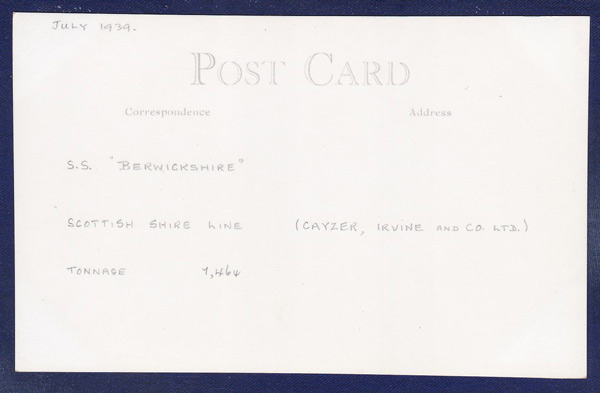 JULY 1939.
POST CARD
Correspondence Address
S.S. "BERWICKSHIRE"
SCOTTISH SHIRE LINE (CAYZER, IRVINE AND CO. LTD.)
TONNAGE 7,464